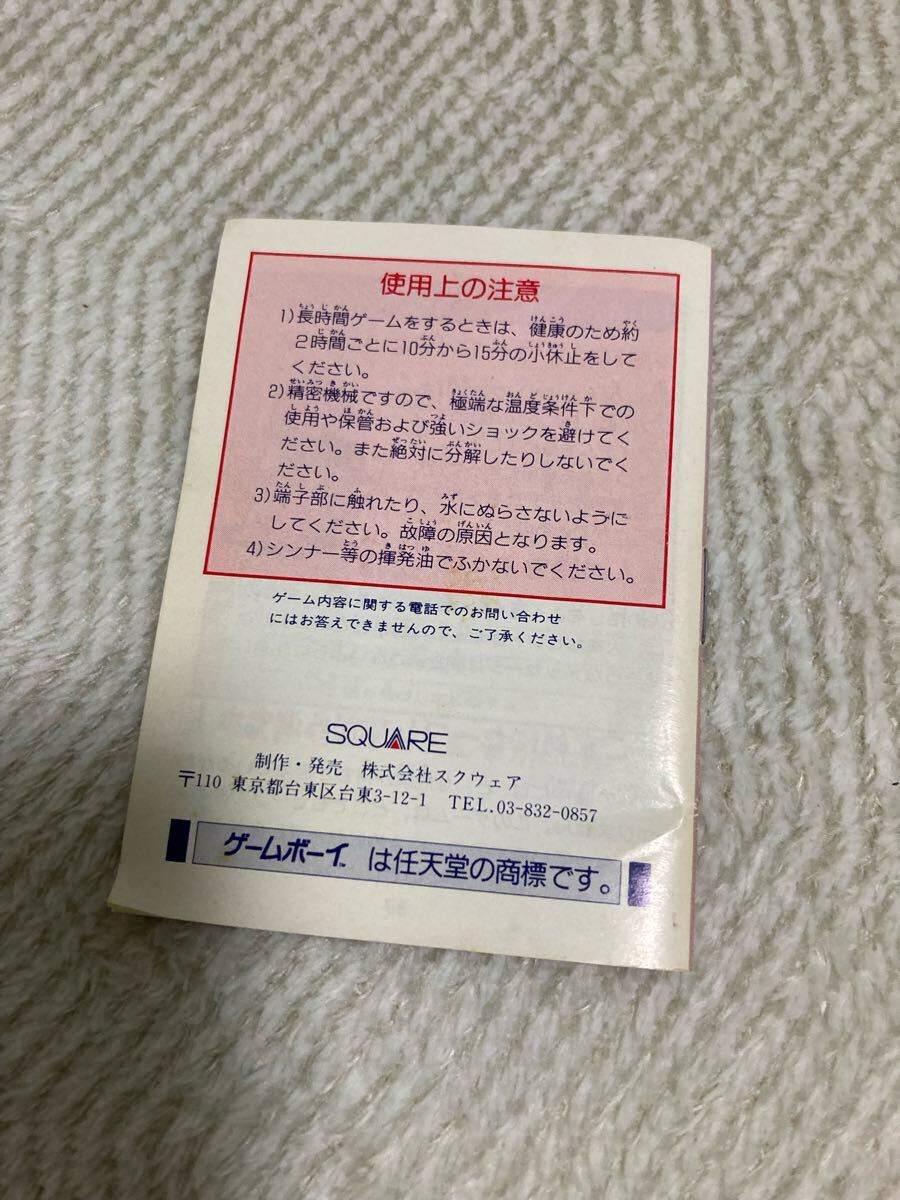 使用上の注意
1)長時間ゲームをするときは、健康のため約
2時間ごとに10分から15分の小休止をして
ください。
2)精密機械ですので、極端な温度条件下での
使用や保管および強いショックを避けてく
ださい。また絶対に分解したりしないでく
ださい。
3)端子部に触れたり、水にぬらさないように
してください。故障の原因となります。
4)シンナー等の揮発油でふかないでください。
ゲーム内容に関する電話でのお問い合わせ
にはお答えできませんので、ご了承ください。
SQUARE
制作・発売 株式会社スクウェア
〒110 東京都台東区台東3-12-1 TEL.03-832-0857
ゲームボーイ™は任天堂の商標です。